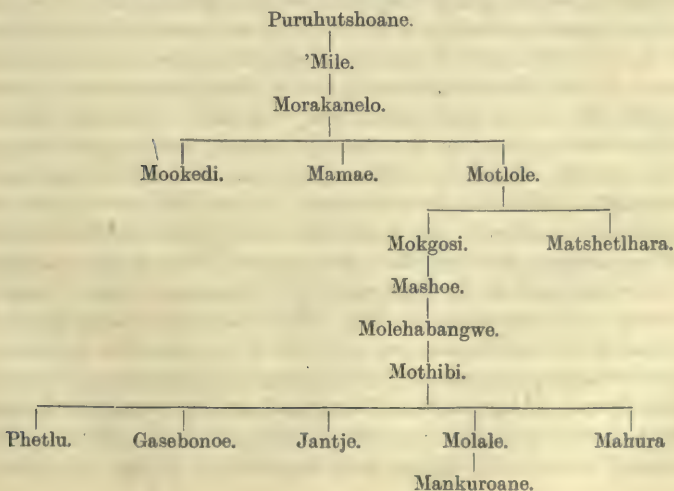 Puruhutshoane.
'Mile.
Morakanelo.
Mookedi. Mamae. Motlole.
Mokgosi. Matshetlhara.
Mashoe.
Molehabangwe.
Mothibi.
Phetlu. Gasebonoe. Jantje. Molale. Mahura
Mankuroane.